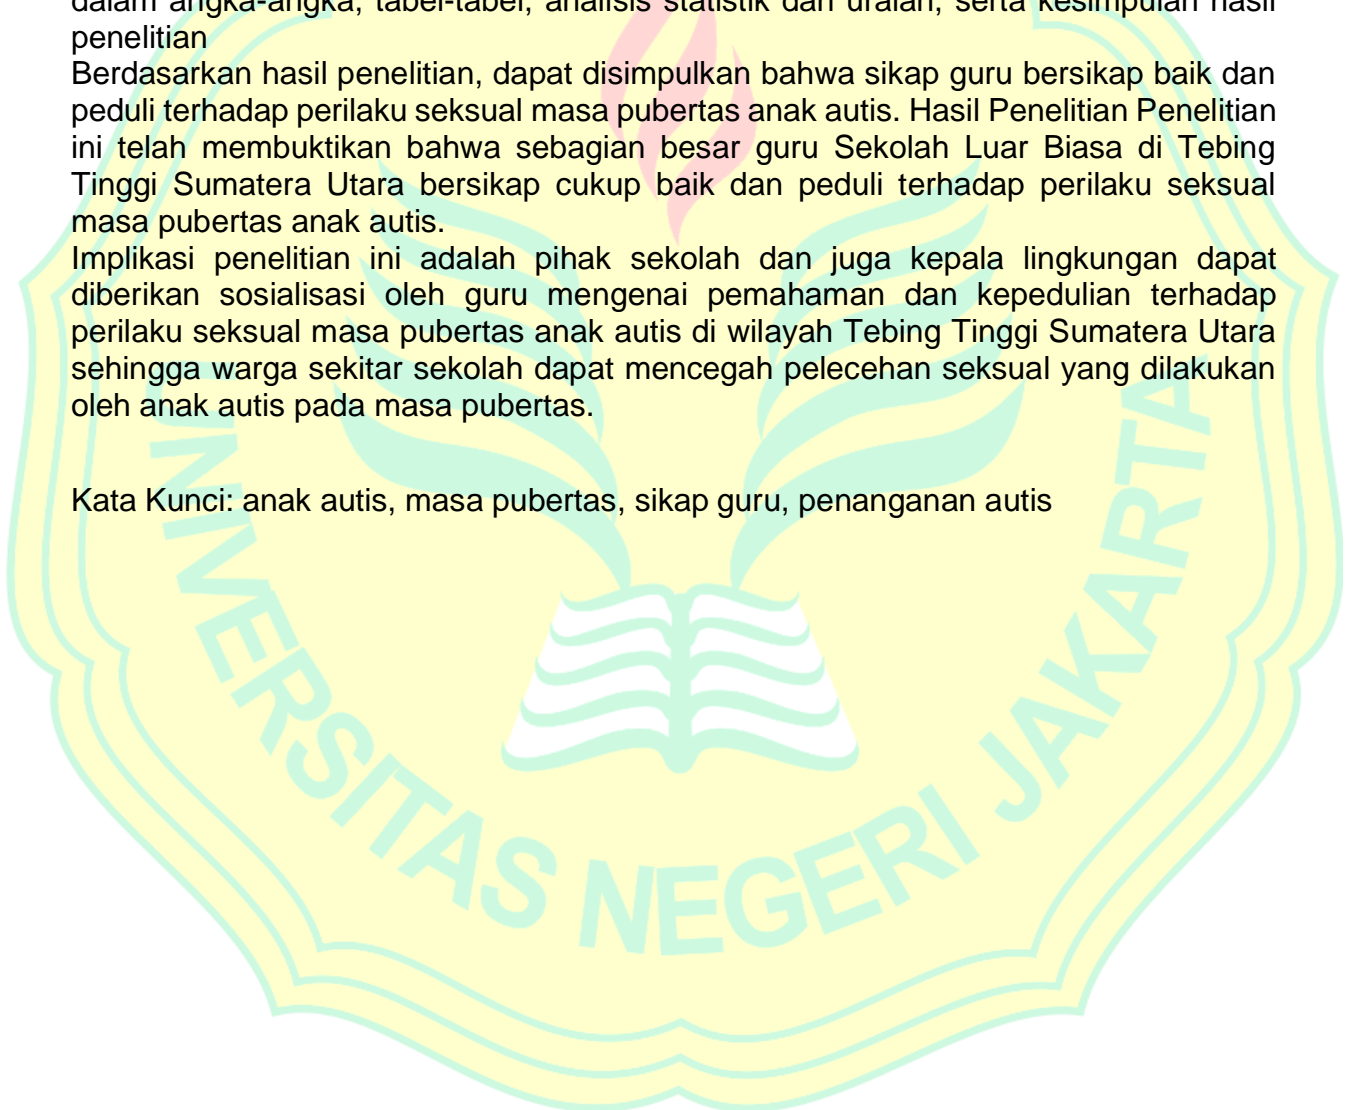 dalam angka-angka, tabel-tabel, analisis statistik dan uraian, serta kesimpulan hasil
penelitian
Berdasarkan hasil penelitian, dapat disimpulkan bahwa sikap guru bersikap baik dan
peduli terhadap perilaku seksual masa pubertas anak autis. Hasil Penelitian Penelitian
ini telah membuktikan bahwa sebagian besar guru Sekolah Luar Biasa di Tebing
Tinggi Sumatera Utara bersikap cukup baik dan peduli terhadap perilaku seksual
masa pubertas anak autis.
Implikasi penelitian ini adalah pihak sekolah dan juga kepala lingkungan dapat
diberikan sosialisasi oleh guru mengenai pemahaman dan kepedulian terhadap
perilaku seksual masa pubertas anak autis di wilayah Tebing Tinggi Sumatera Utara
sehingga warga sekitar sekolah dapat mencegah pelecehan seksual yang dilakukan
oleh anak autis pada masa pubertas.
Kata Kunci: anak autis, masa pubertas, sikap guru, penanganan autis
UNIVERSITAS NEGERI JAKARTA